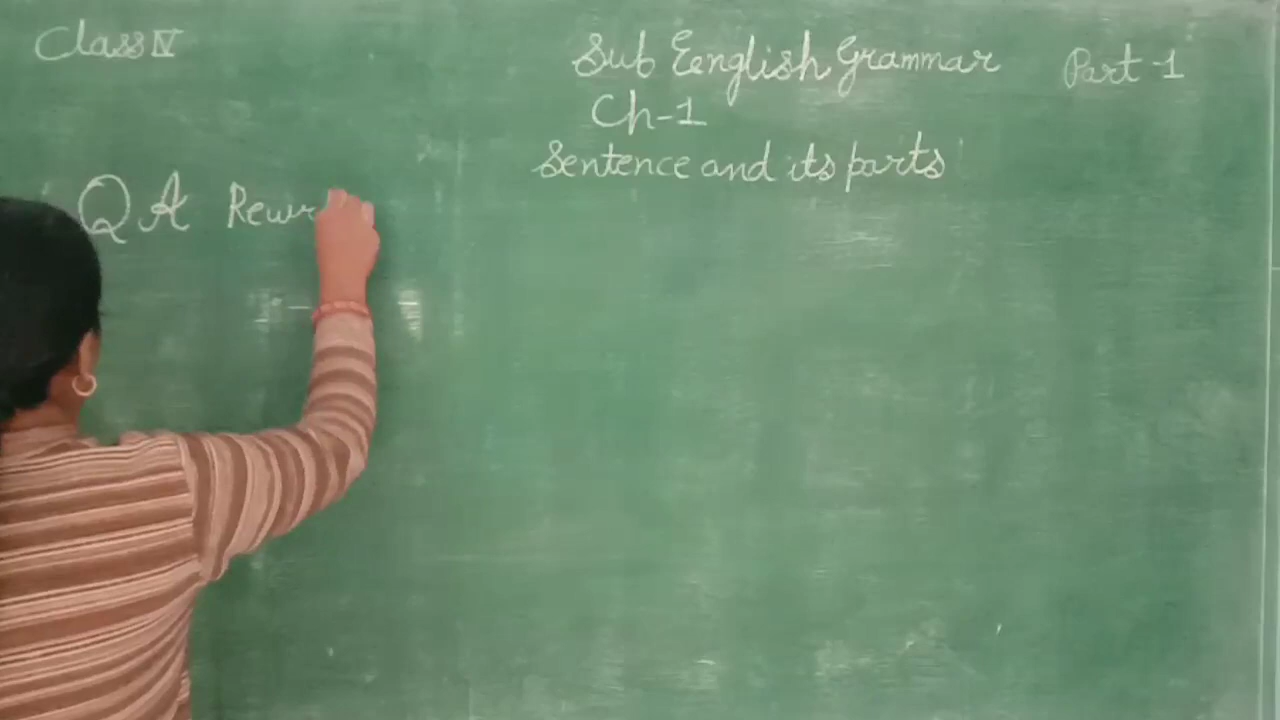 Class IV
Sub Eenglish Grammar Part-1
Ch-1
Sentence and its parts
Q A Rewr